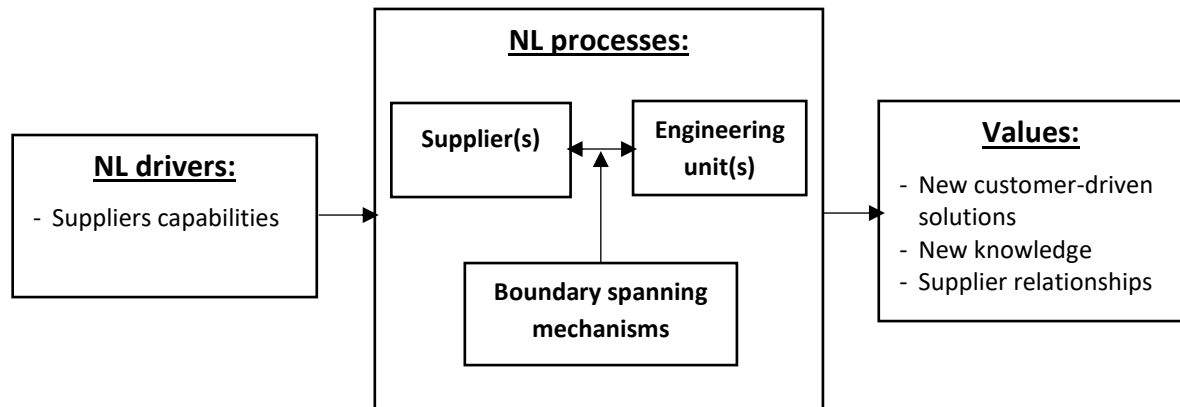 NL drivers:
- Suppliers capabilities
NL processes:
Supplier(s)
Engineering
unit(s)
Boundary spanning
mechanisms
Values:
- New customer-driven
solutions
- New knowledge
- Supplier relationships